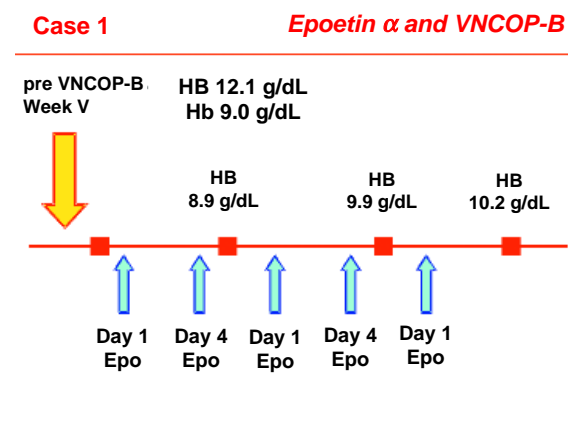 Case 1
Epoetin α and VNCOP-B
pre VNCOP-B
Week V
HB 12.1 g/dL
Hb 9.0 g/dL
HB
8.9 g/dL
HB
9.9 g/dL
HB
10.2 g/dL
Day 1
Epo
Day 4
Epo
Day 1
Epo
Day 4
Epo
Day 1
Epo